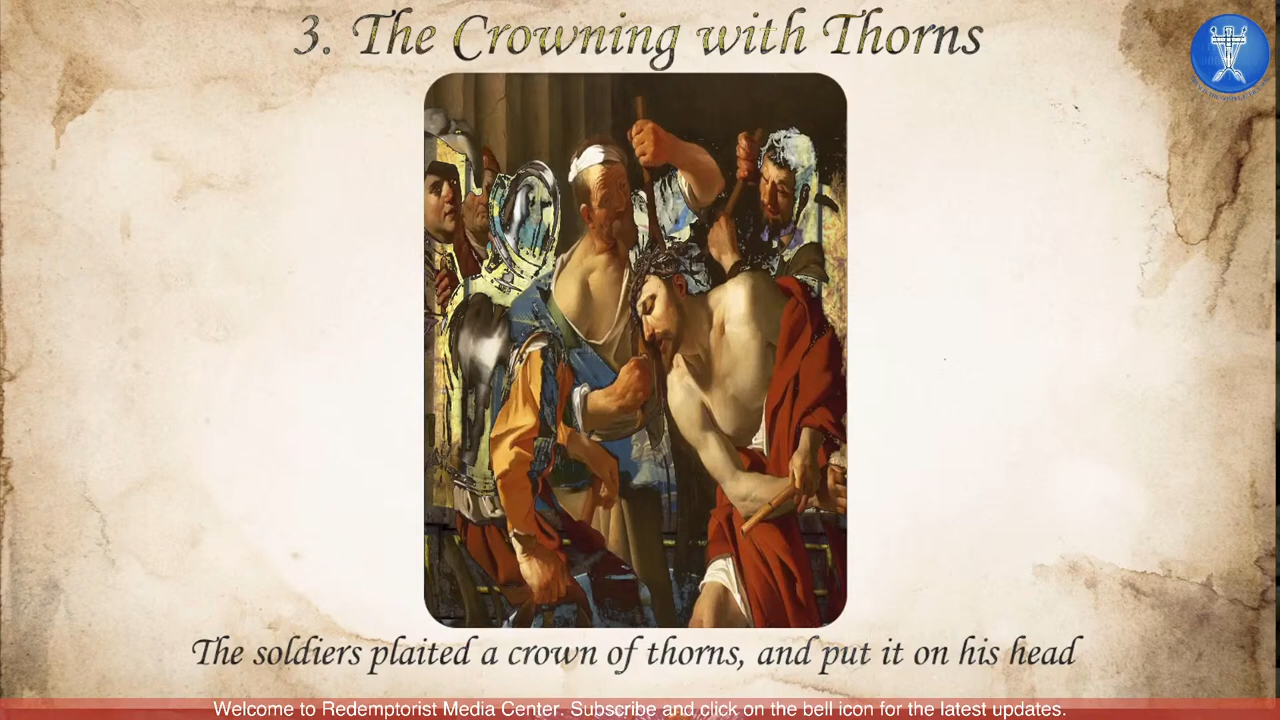 3. The Crowning with Thorns
The soldiers plaited a crown of thorns, and put it on his head
Welcome to Redemptorist Media Center. Subscribe and click on the bell icon for the latest updates.